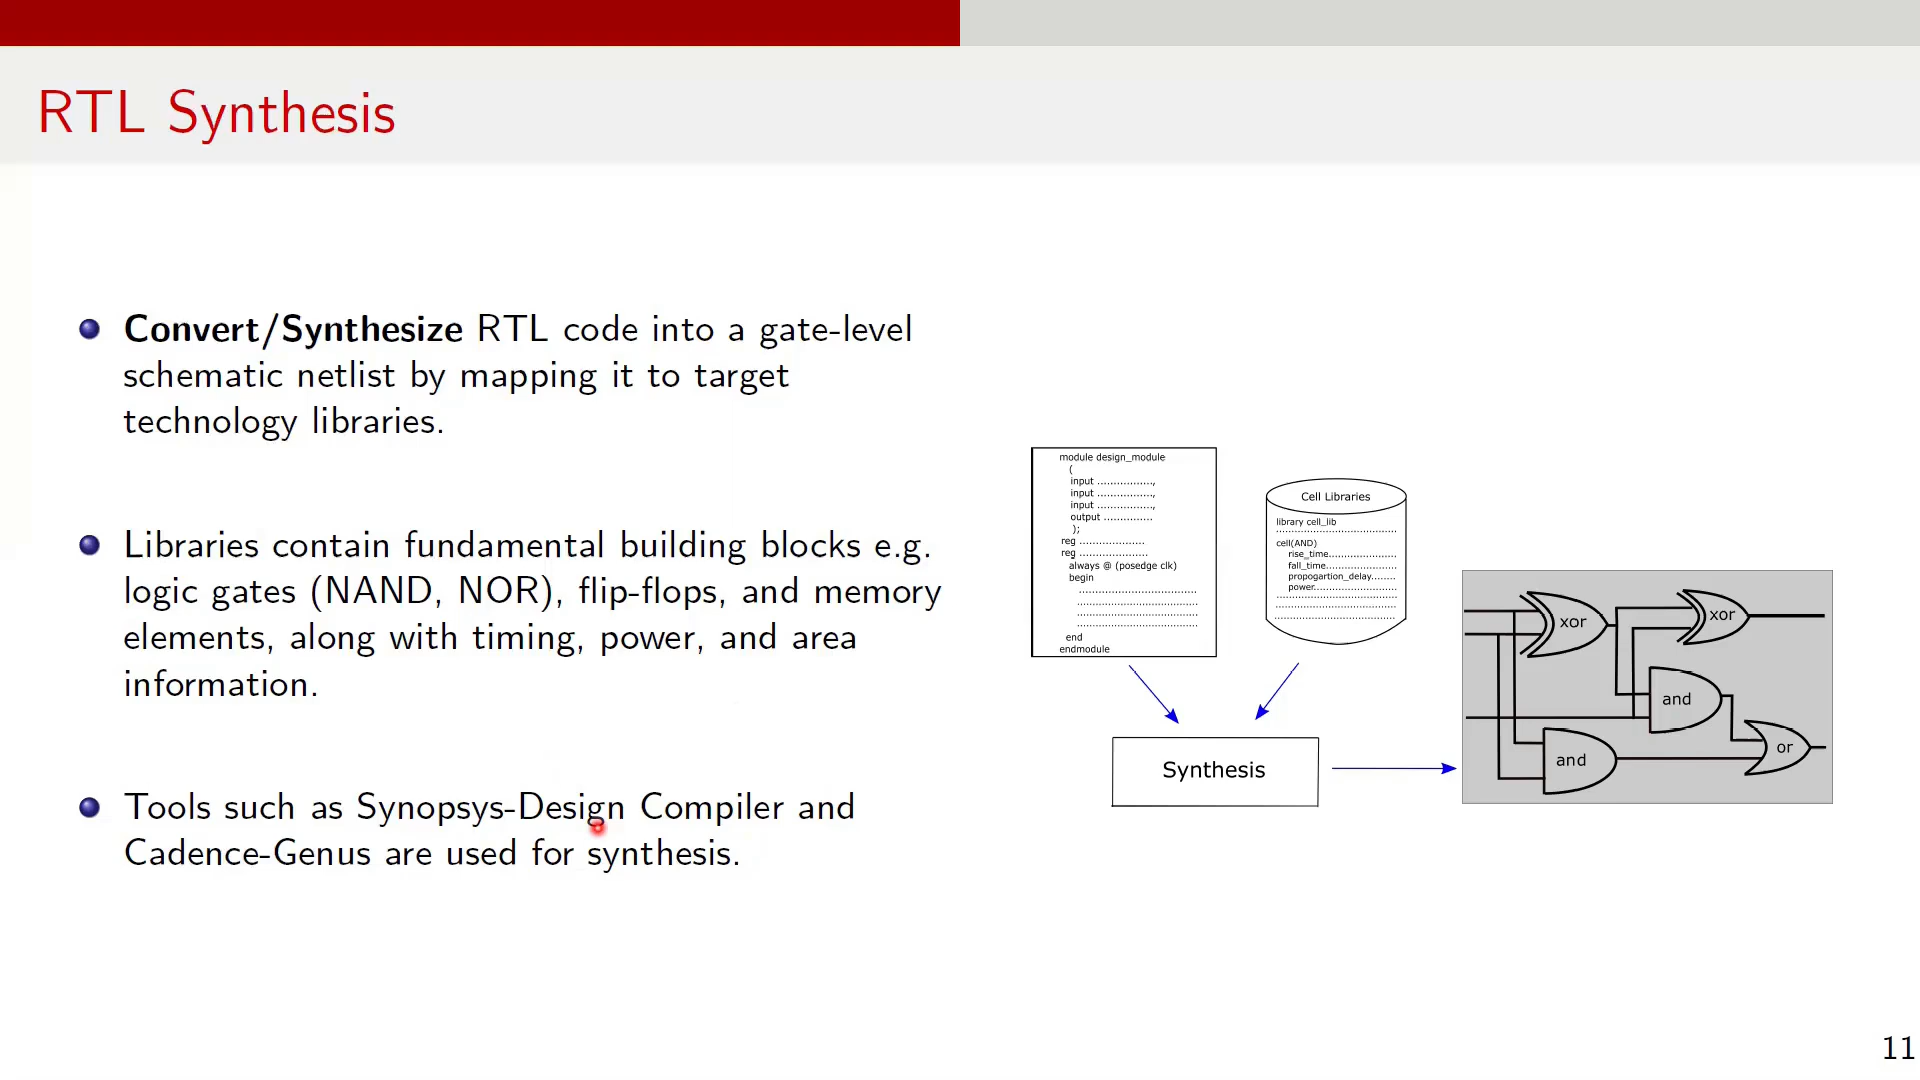 RTL Synthesis
Convert/Synthesize RTL code into a gate-level
schematic netlist by mapping it to target
technology libraries.
Libraries contain fundamental building blocks e.g.
logic gates (NAND, NOR), flip-flops, and memory
elements, along with timing, power, and area
information.
Tools such as Synopsys-Design Compiler and
Cadence-Genus are used for synthesis.
module design_module
(
input .................,
input .................,
input .................,
output ...............
);
reg ....................
reg .....................
always @ (posedge clk)
begin
....................................
.....................................
.....................................
.....................................
end
endmodule
Cell Libraries
library cell_lib
.....................................
cell(AND)
rise_time.....................
fall_time.....................
propogartion_delay........
power.........................
.....................................
.....................................
.....................................
Synthesis
xor
xor
and
and
or
11